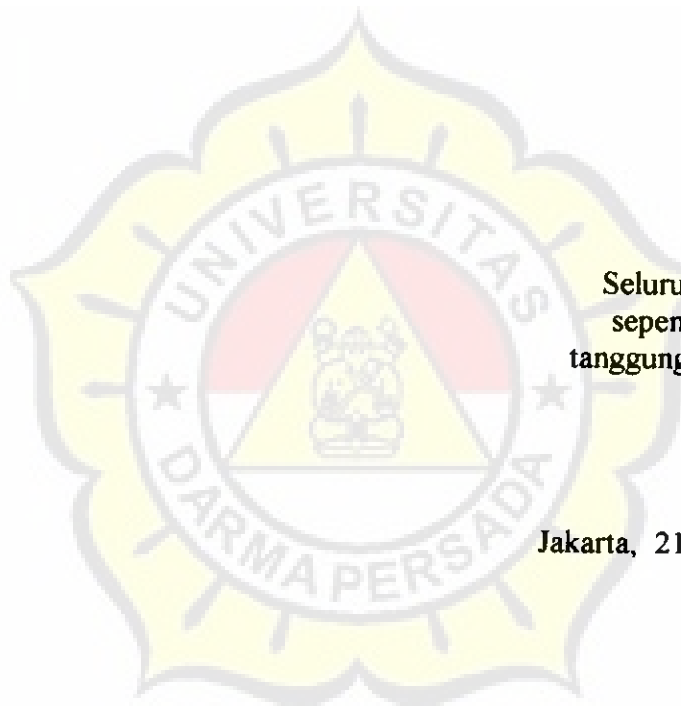 UNIVERSITAS
Seluru
sepen
tanggung
DARMA PERSADA
Jakarta, 21